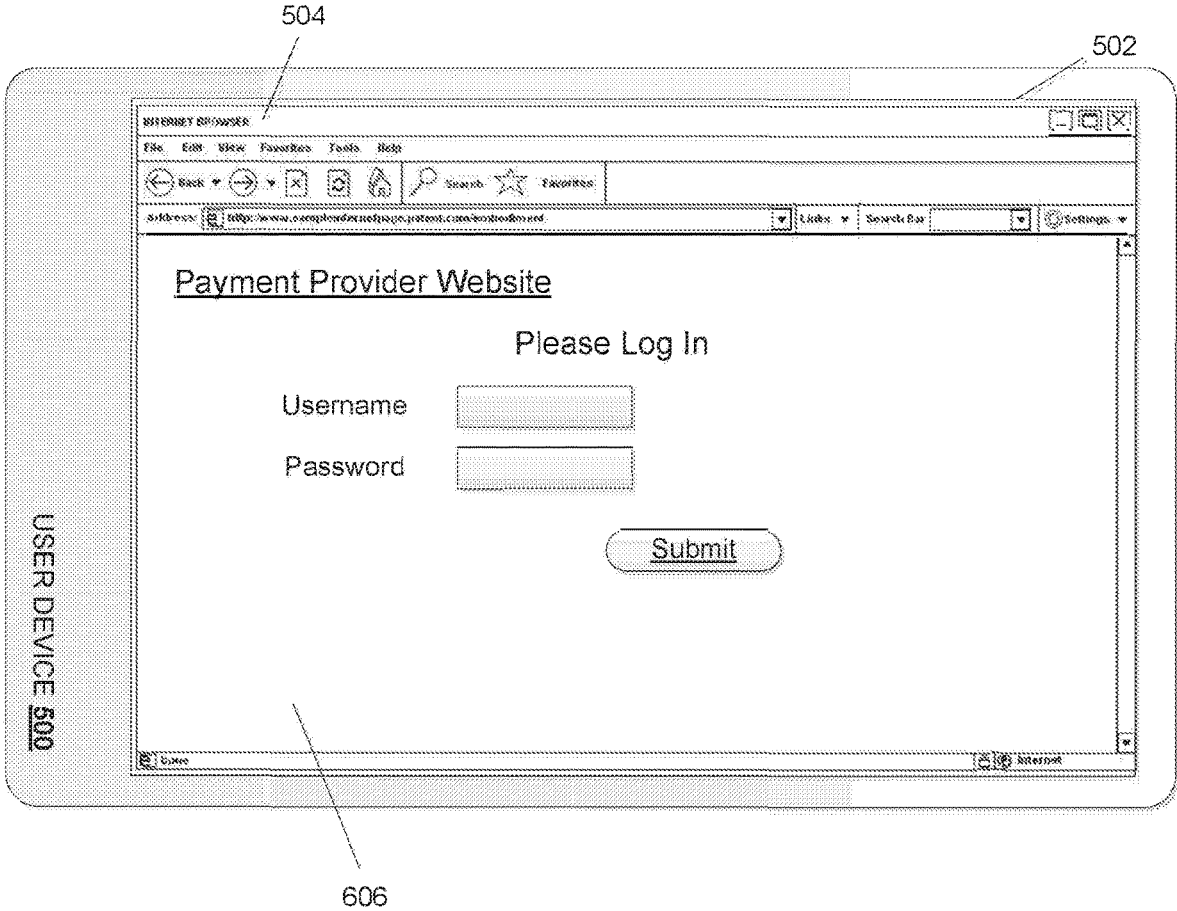 504
502
INTERNET BROWSER
File Edit View Favorites Tools Help
Back Search Favorites
Address Links Search Bar Settings
Payment Provider Website
Please Log In
Username
Password
Submit
USER DEVICE 500
Internet
606